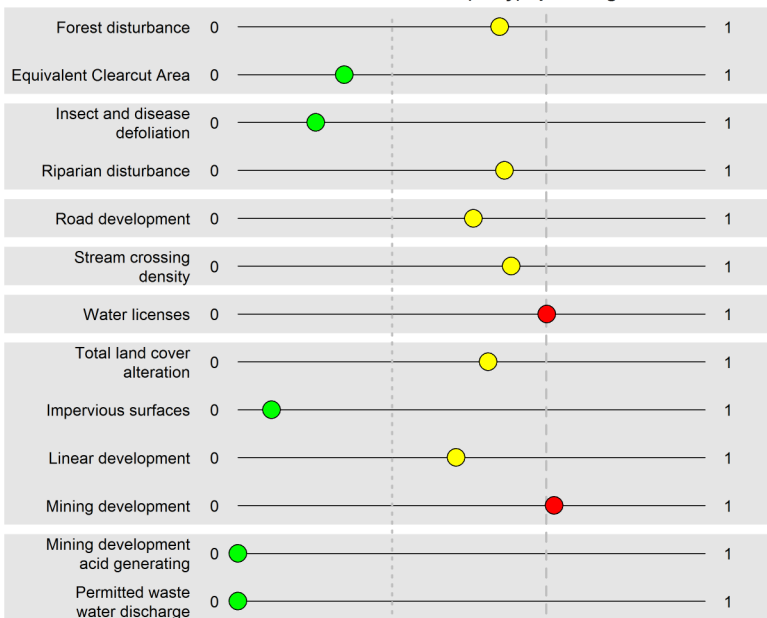 Forest disturbance 0 1
Equivalent Clearcut Area 0 1
Insect and disease
defoliation 0 1
Riparian disturbance 0 1
Road development 0 1
Stream crossing
density 0 1
Water licenses 0 1
Total land cover
alteration 0 1
Impervious surfaces 0 1
Linear development 0 1
Mining development 0 1
Mining development
acid generating 0 1
Permitted waste
water discharge 0 1